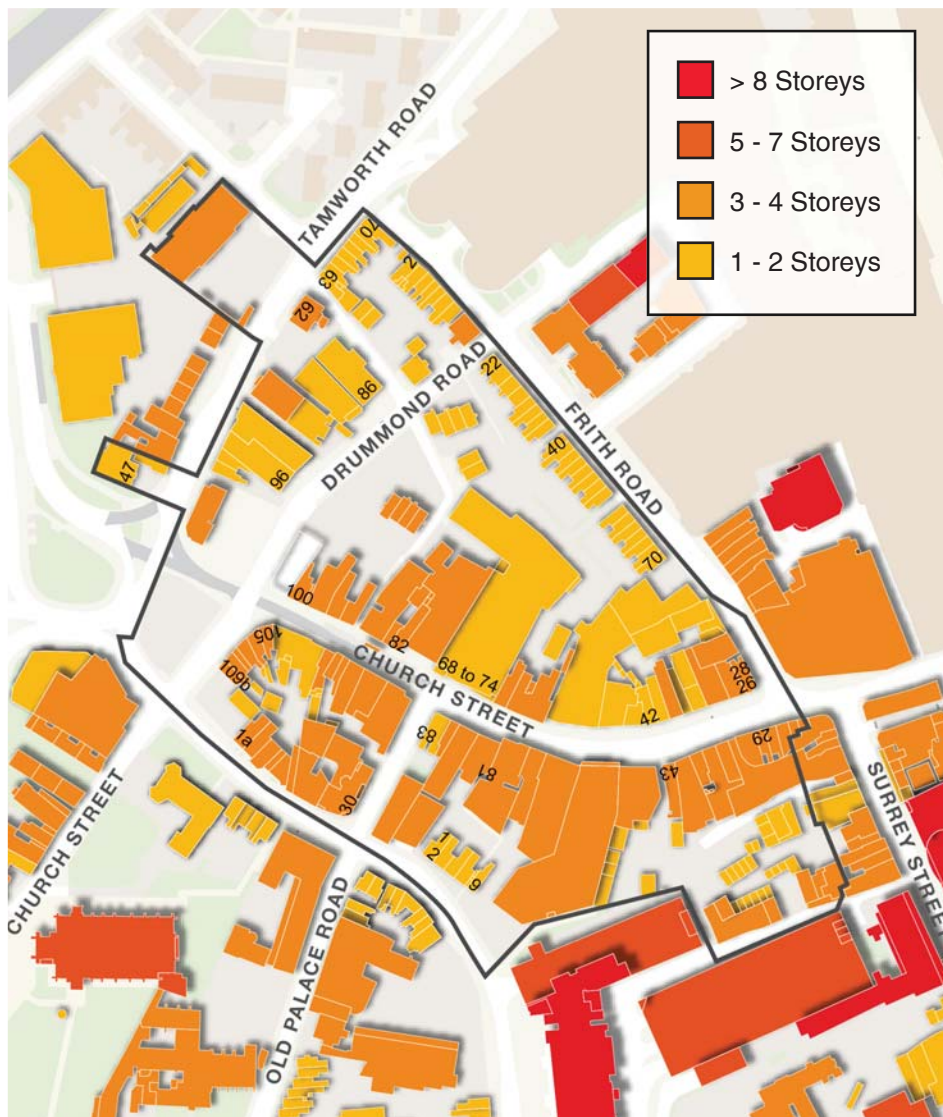 > 8 Storeys
5 - 7 Storeys
3 - 4 Storeys
1 - 2 Storeys
TAMWORTH ROAD
70
63
2
62
22
DRUMMOND ROAD
86
FRITH ROAD
40
47
96
70
100
105
82
CHURCH STREET
68 to 74
109b
28
26
42
1a
83
29
81
43
30
SURREY STREET
1
2
9
CHURCH STREET
OLD PALACE ROAD